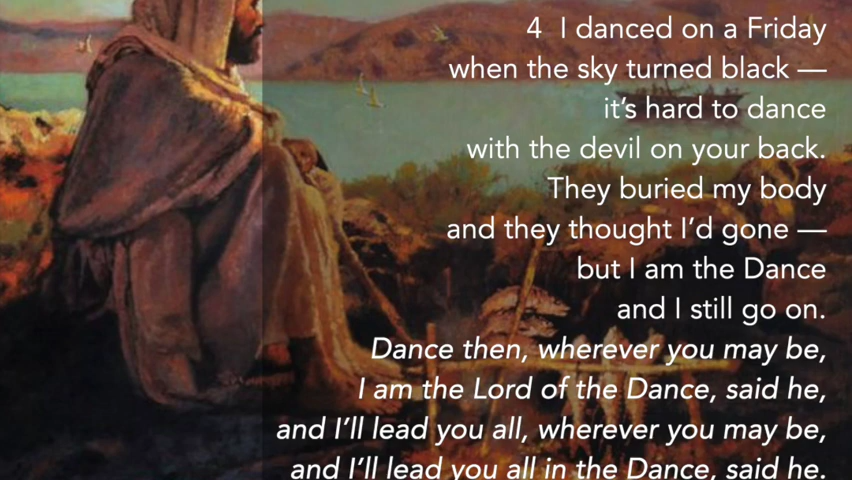 4 I danced on a Friday
when the sky turned black —
it’s hard to dance
with the devil on your back.
They buried my body
and they thought I’d gone —
but I am the Dance
and I still go on.
Dance then, wherever you may be,
I am the Lord of the Dance, said he,
and I’ll lead you all, wherever you may be,
and I’ll lead you all in the Dance, said he.